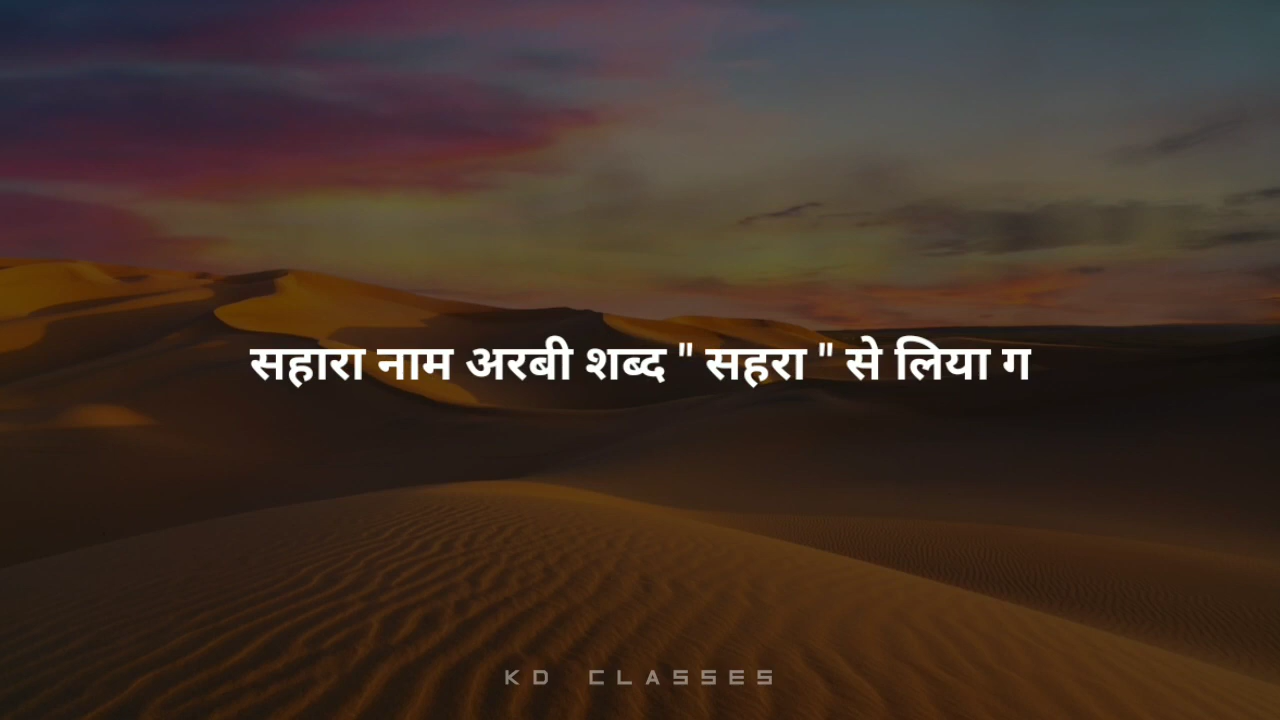 सहारा नाम अरबी शब्द " सहरा " से लिया ग
KD CLASSES